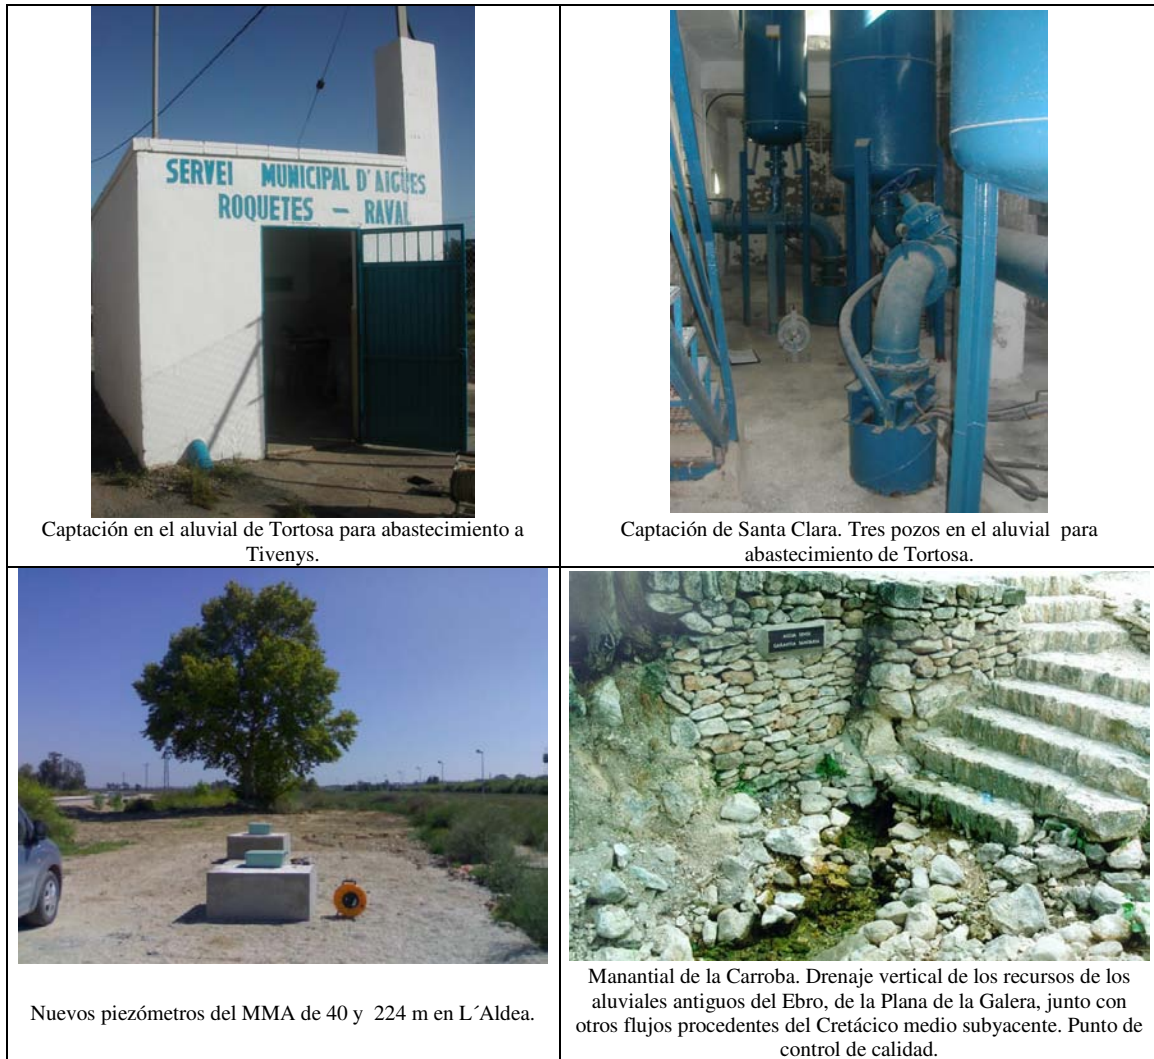 SERVEI MUNICIPAL D'AIGÜES
ROQUETES — RAVAL
Captación en el aluvial de Tortosa para abastecimiento a
Tivenys.
Captación de Santa Clara. Tres pozos en el aluvial para
abastecimiento de Tortosa.
Nuevos piezómetros del MMA de 40 y 224 m en L´Aldea.
Manantial de la Carroba. Drenaje vertical de los recursos de los
aluviales antiguos del Ebro, de la Plana de la Galera, junto con
otros flujos procedentes del Cretácico medio subyacente. Punto de
control de calidad.